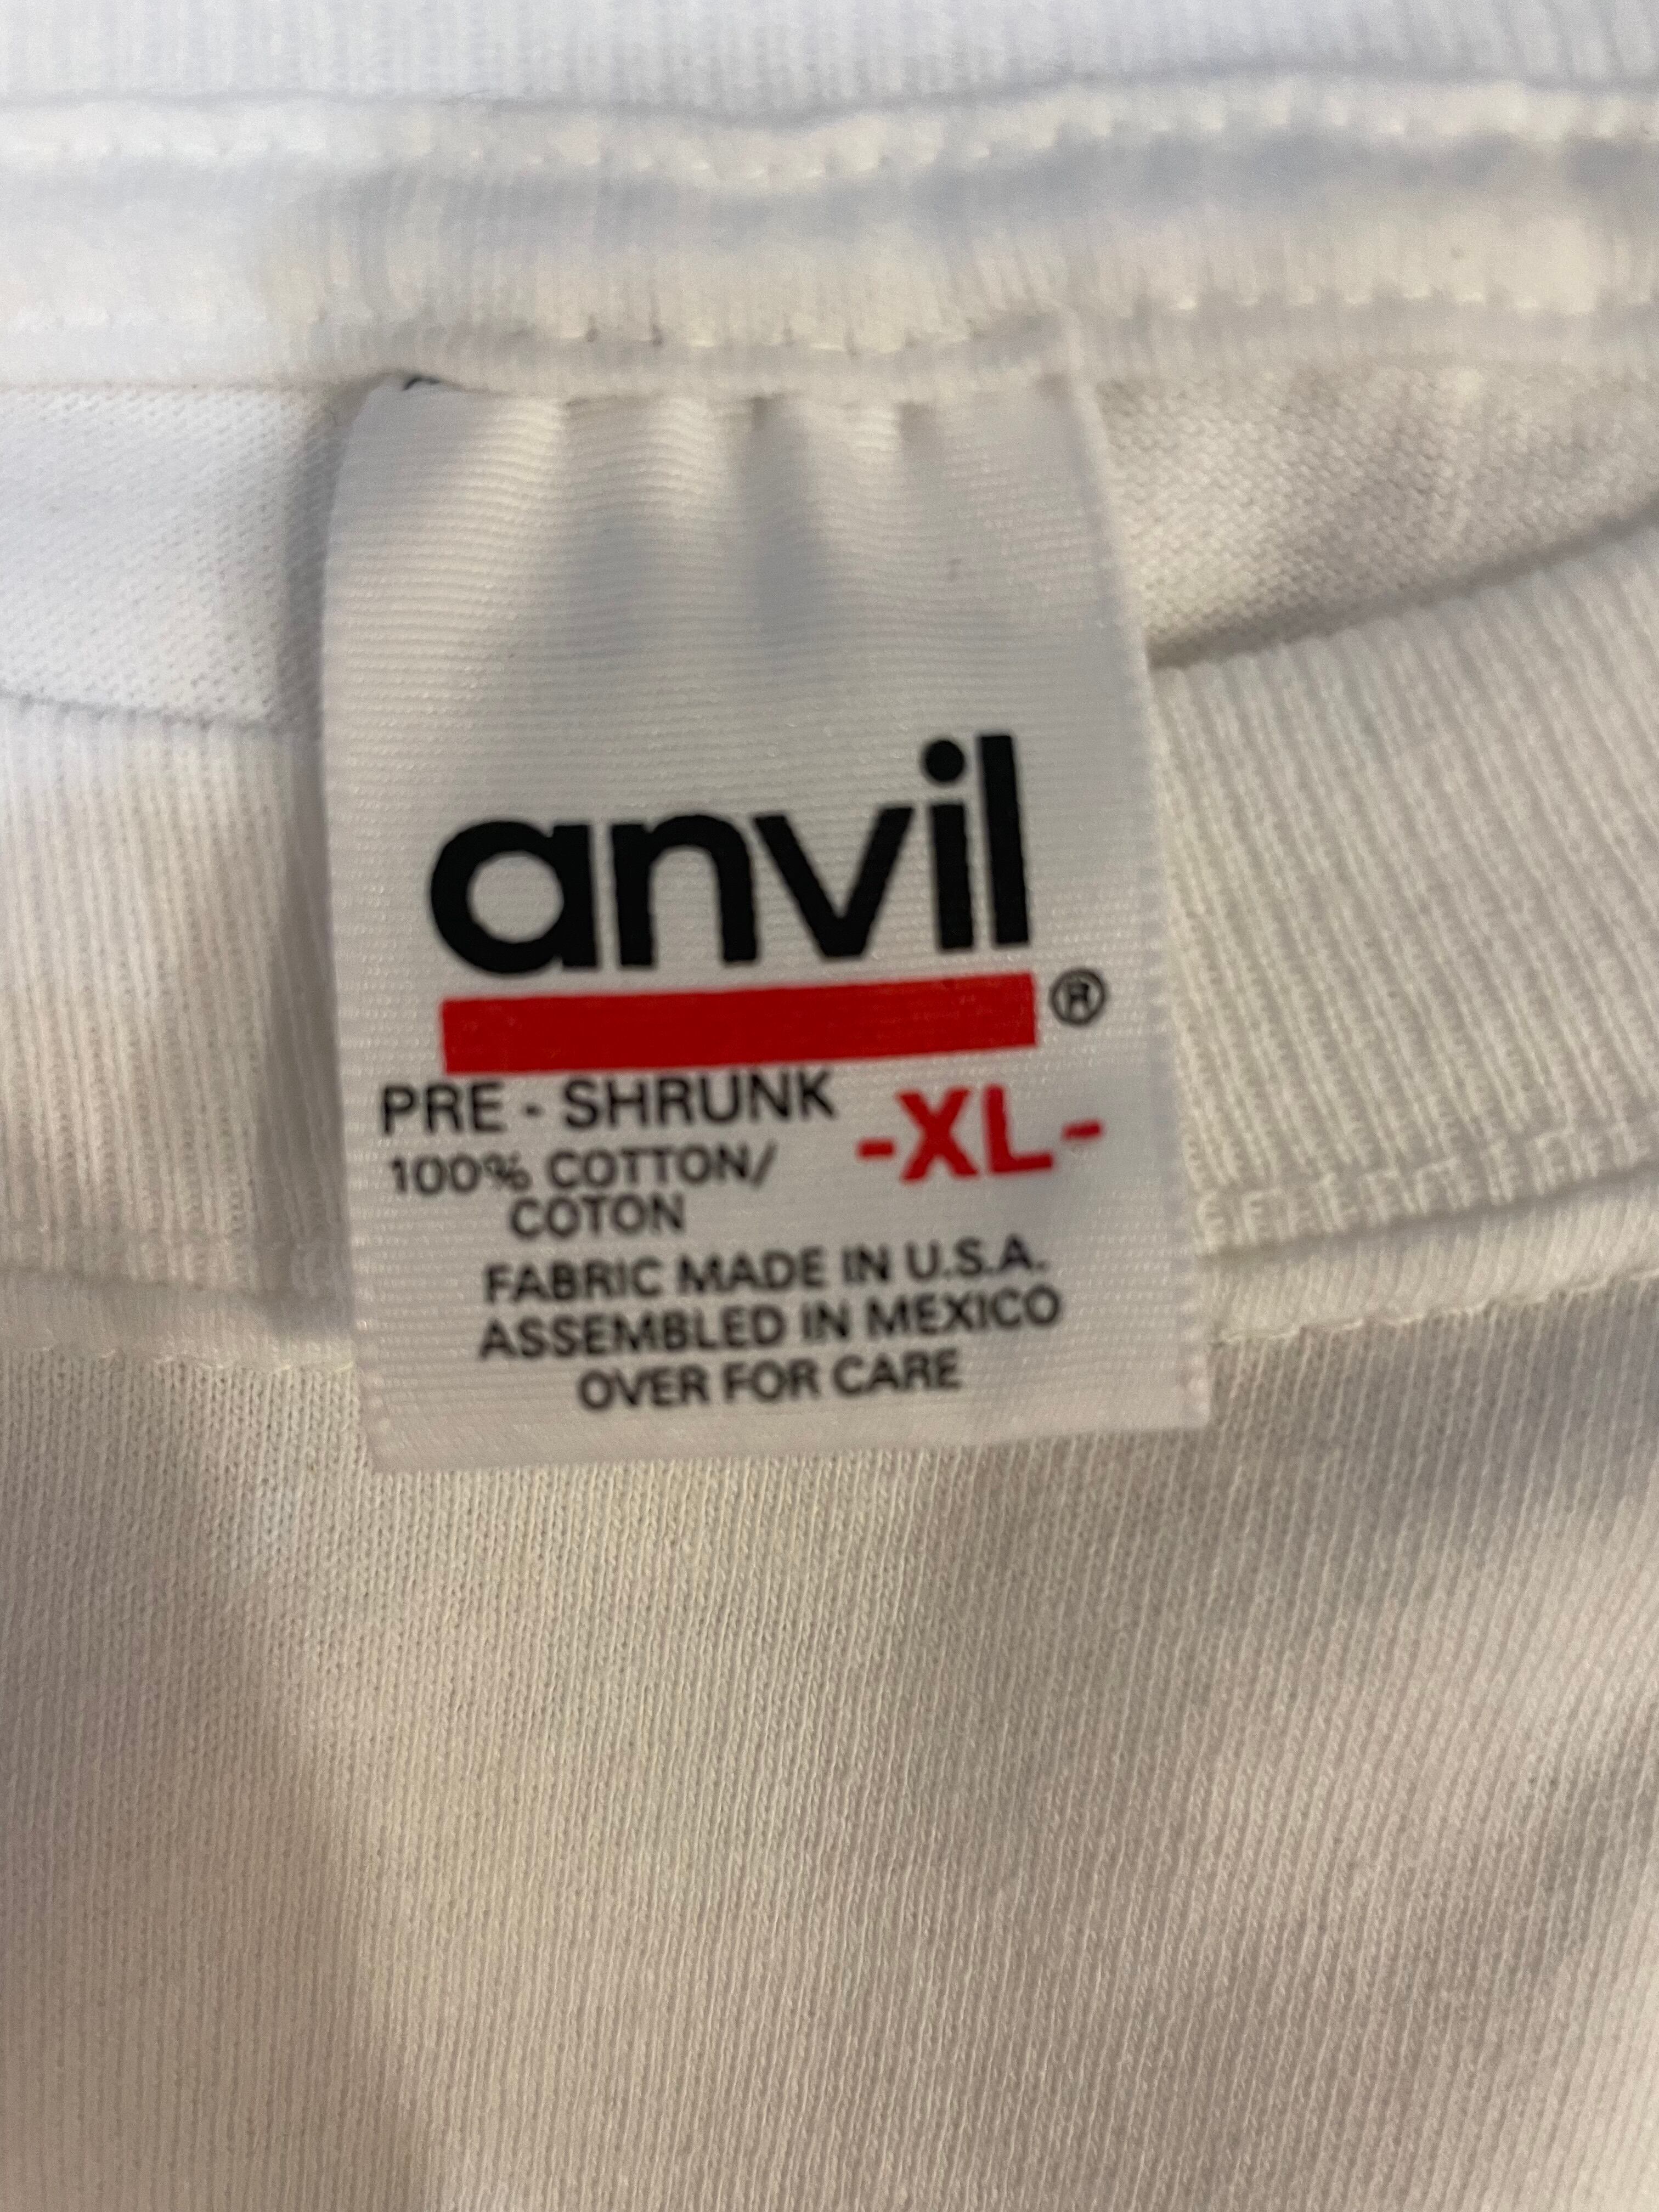 anvil®
PRE - SHRUNK -XL-
100% COTTON/
COTON
FABRIC MADE IN U.S.A.
ASSEMBLED IN MEXICO
OVER FOR CARE